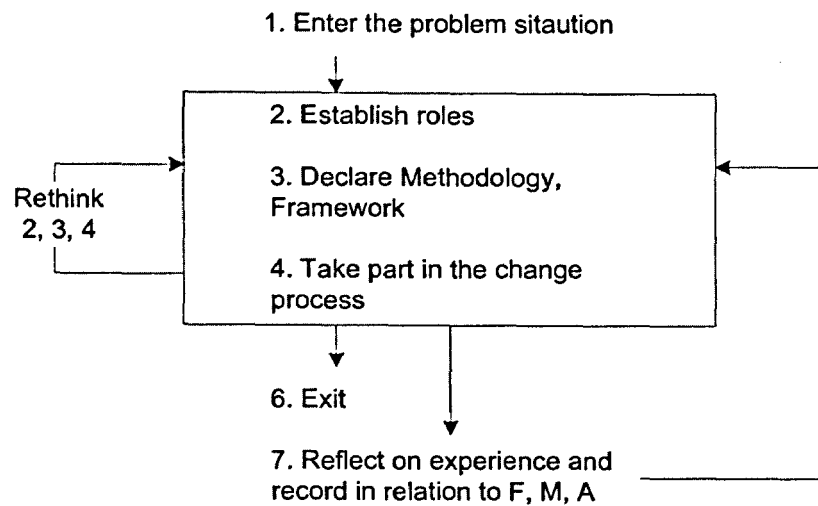 1. Enter the problem sitaution
2. Establish roles
3. Declare Methodology,
Framework
Rethink
2, 3, 4
4. Take part in the change
process
6. Exit
7. Reflect on experience and
record in relation to F, M, A